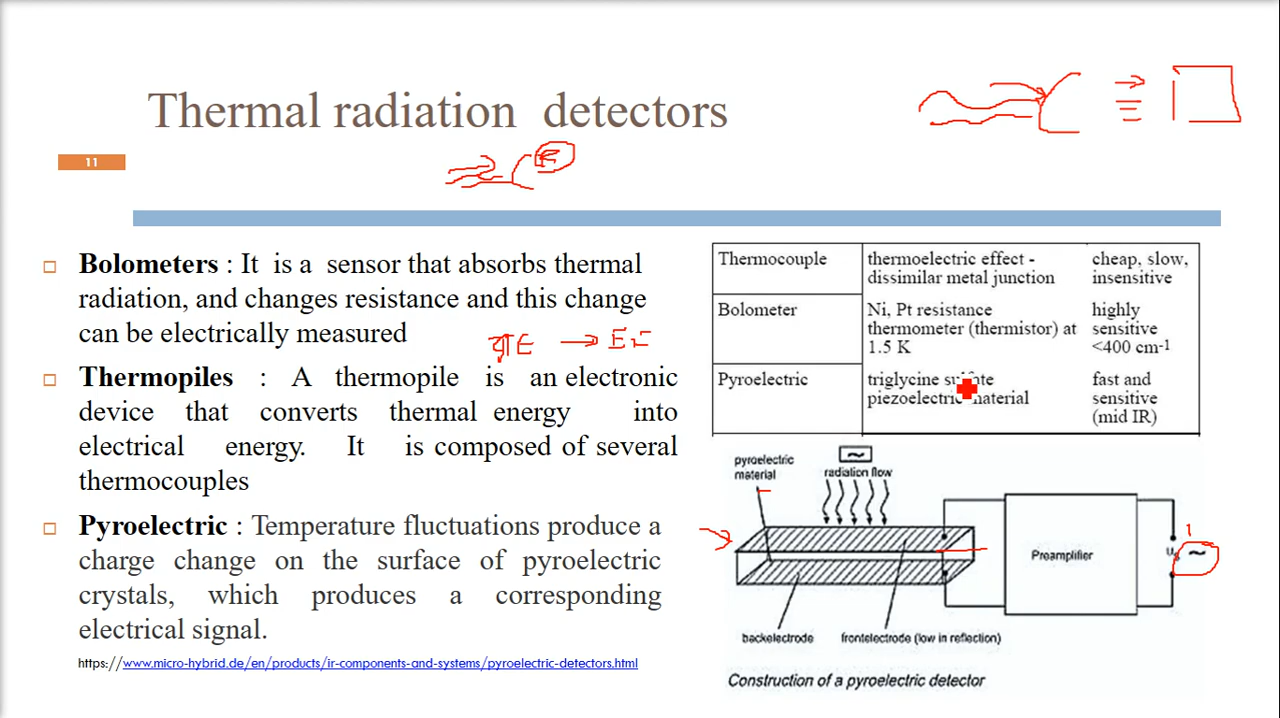 Thermal radiation detectors
11
Bolometers : It is a sensor that absorbs thermal
radiation, and changes resistance and this change
can be electrically measured
Thermopiles : A thermopile is an electronic
device that converts thermal energy into
electrical energy. It is composed of several
thermocouples
Pyroelectric : Temperature fluctuations produce a
charge change on the surface of pyroelectric
crystals, which produces a corresponding
electrical signal.
https://www.micro-hybrid.de/en/products/ir-components-and-systems/pyroelectric-detectors.html
Thermocouple thermoelectric effect - cheap, slow,
dissimilar metal junction insensitive
Bolometer Ni, Pt resistance highly
thermometer (thermistor) at sensitive
1.5 K <400 cm-1
Pyroelectric triglycine fast and
piezoelectric material sensitive
(mid IR)
pyroelectric
material
~
radiation flow
Preamplifier
~
backelectrode frontelectrode (low in reflection)
Construction of a pyroelectric detector